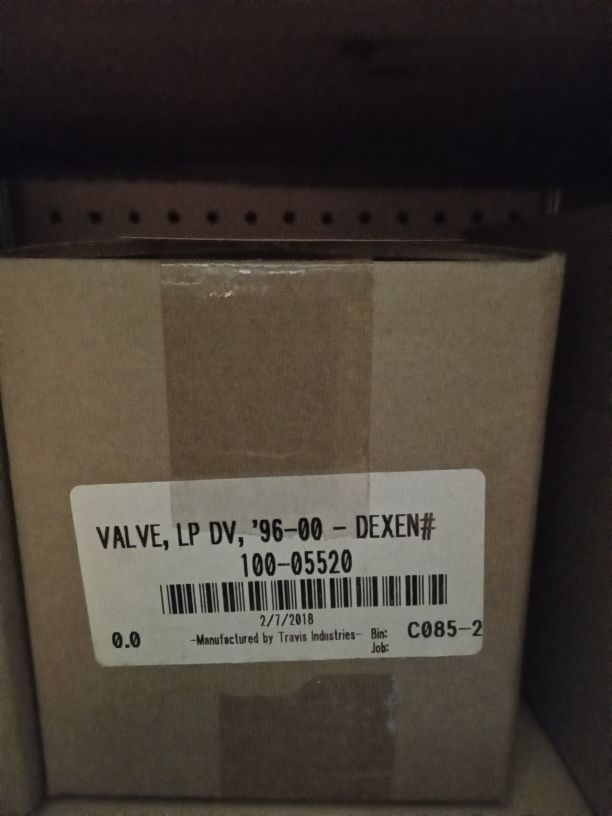 VALVE, LP DV, '96-00 - DEXEN#
100-05520
2/7/2018
0.0 -Manufactured by Travis Industries- Bin: C085-2
Job: